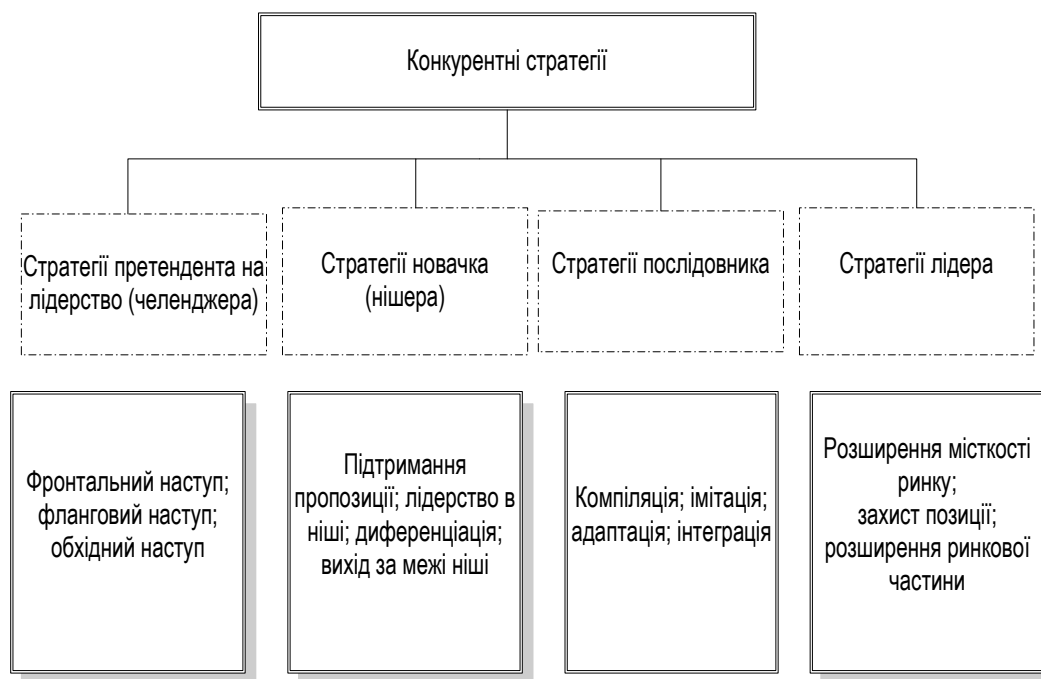 Конкурентні стратегії
Стратегії претендента на
лідерство (челенджера)
Стратегії новачка
(нішера)
Стратегії послідовника
Стратегії лідера
Фронтальний наступ;
фланговий наступ;
обхідний наступ
Підтримання
пропозиції; лідерство в
ніші; диференціація;
вихід за межі ніші
Компіляція; імітація;
адаптація; інтеграція
Розширення місткості
ринку;
захист позиції;
розширення ринкової
частини